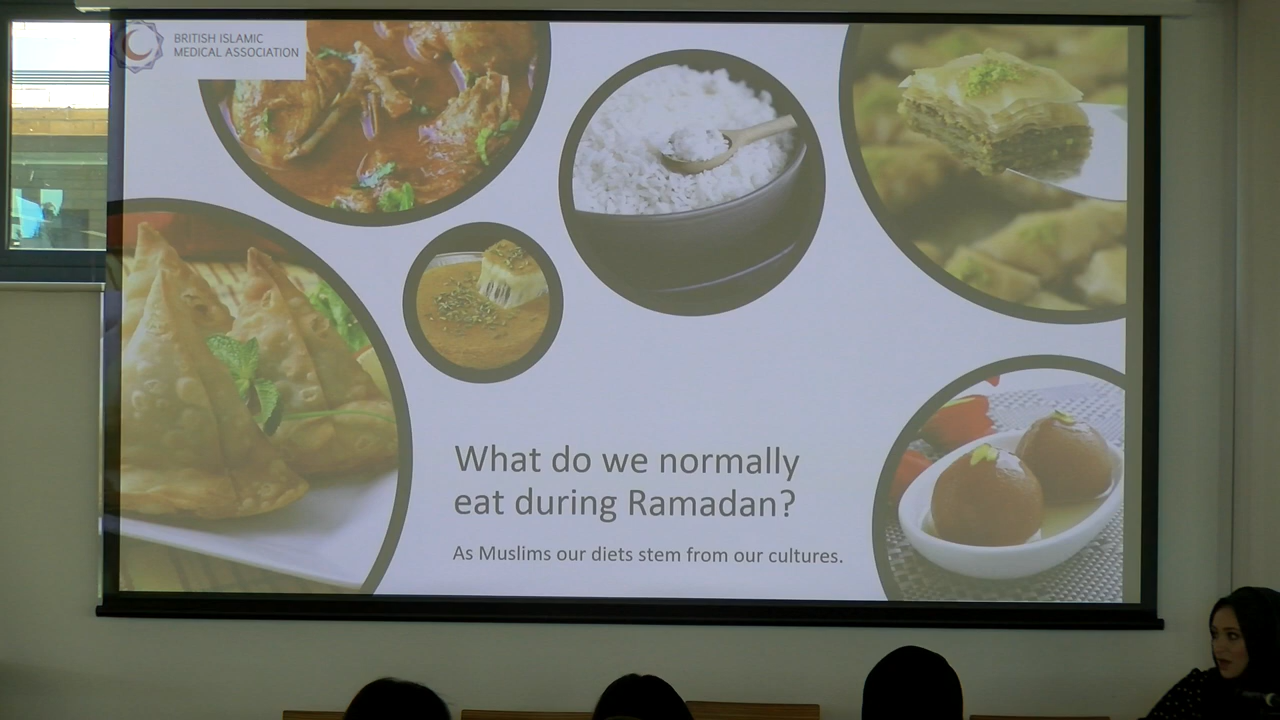 BRITISH ISLAMIC
MEDICAL ASSOCIATION
What do we normally
eat during Ramadan?
As Muslims our diets stem from our cultures.